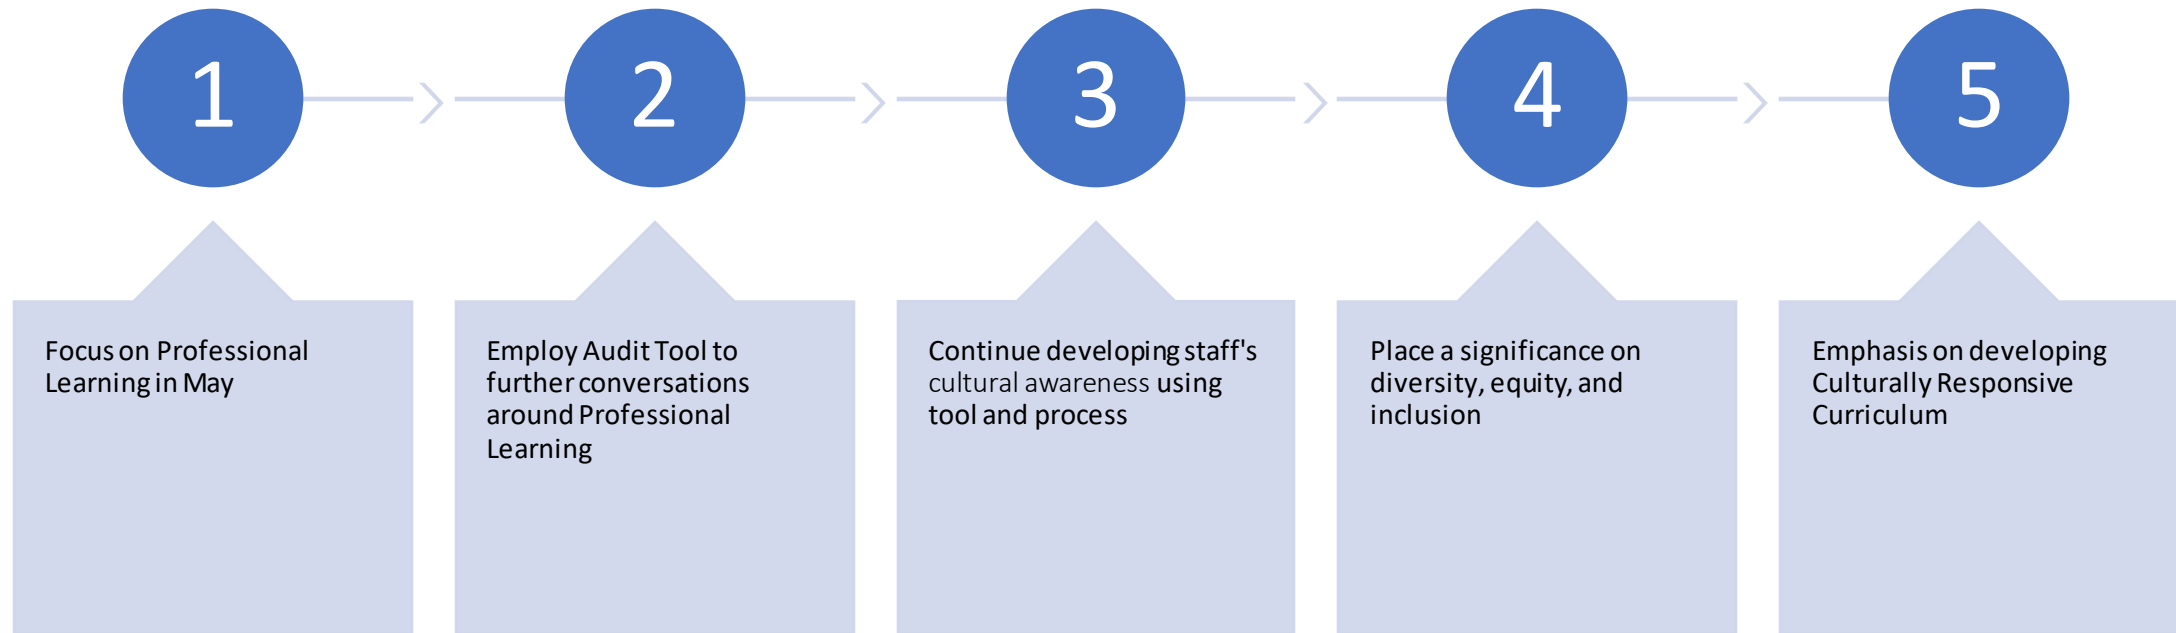 1
2
3
4
5
Focus on Professional
Learning in May
Employ Audit Tool to
further conversations
around Professional
Learning
Continue developing staff's
cultural awareness using
tool and process
Place a significance on
diversity, equity, and
inclusion
Emphasis on developing
Culturally Responsive
Curriculum